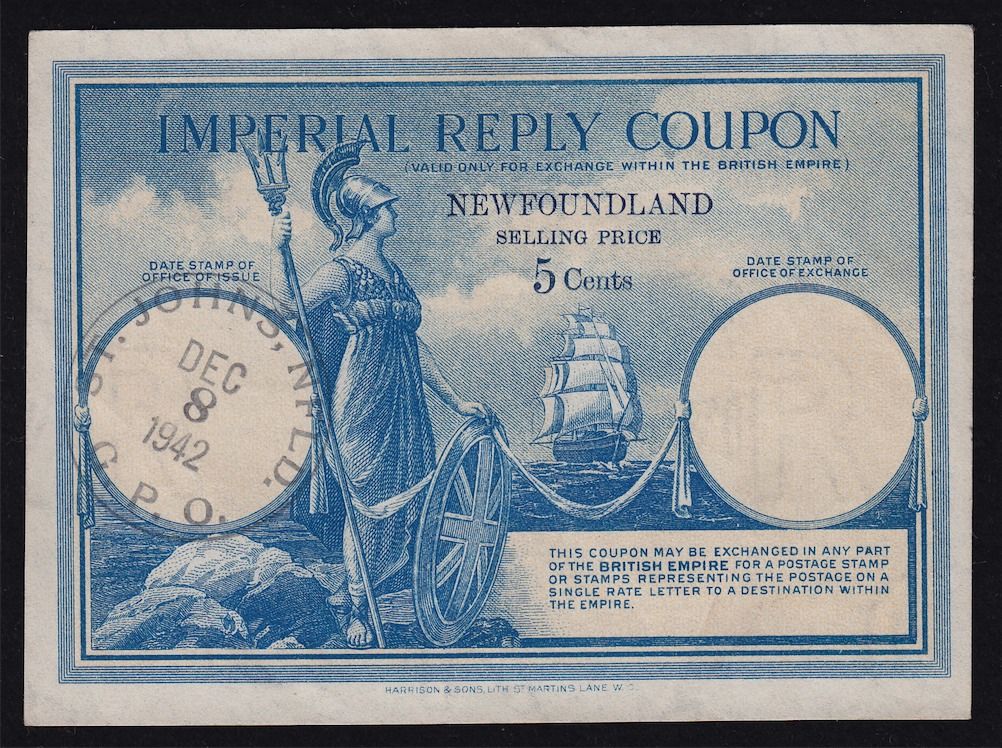 IMPERIAL REPLY COUPON
(VALID ONLY FOR EXCHANGE WITHIN THE BRITISH EMPIRE)
NEWFOUNDLAND
SELLING PRICE
5 Cents
DATE STAMP OF
OFFICE OF ISSUE
DATE STAMP OF
OFFICE OF EXCHANGE
ST. JOHNS, NFLD.
DEC
8
1942
G. P. O.
THIS COUPON MAY BE EXCHANGED IN ANY PART
OF THE BRITISH EMPIRE FOR A POSTAGE STAMP
OR STAMPS REPRESENTING THE POSTAGE ON A
SINGLE RATE LETTER TO A DESTINATION WITHIN
THE EMPIRE.
HARRISON & SONS, LITH. ST MARTINS LANE, W. C.